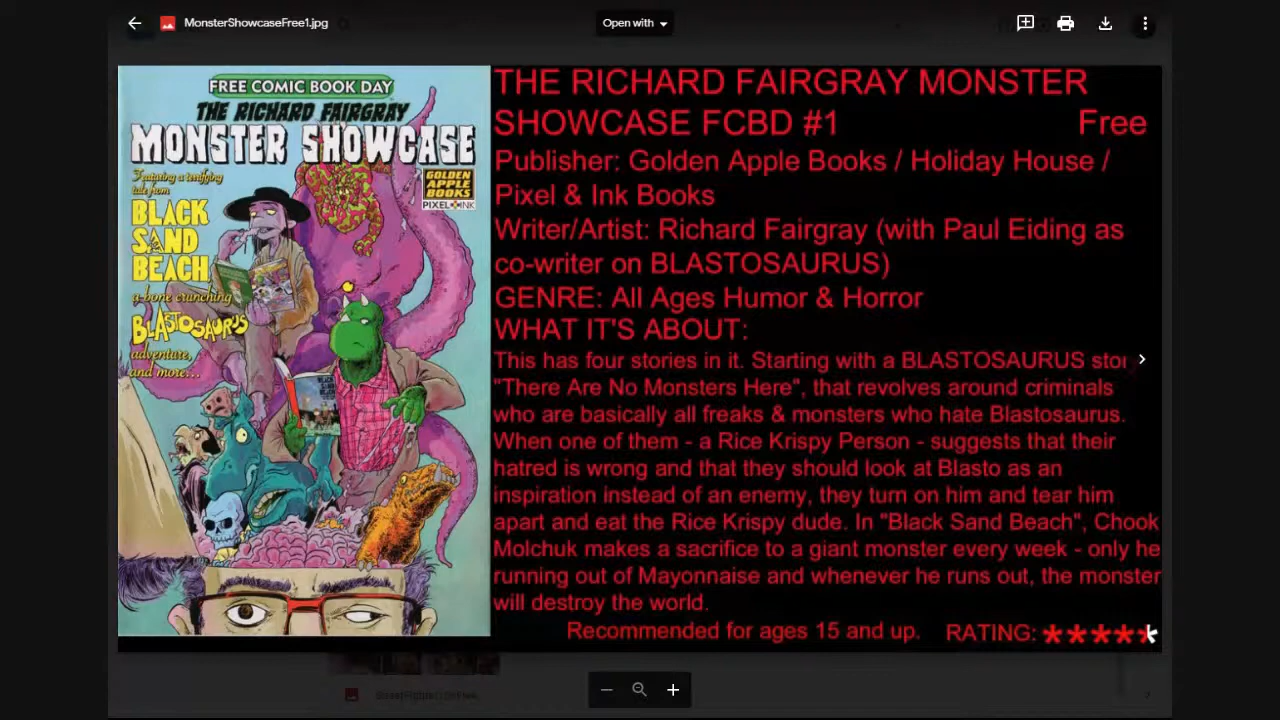 MonsterShowcaseFree1.jpg
Open with
FREE COMIC BOOK DAY
THE RICHARD FAIRGRAY
MONSTER SHOWCASE
Featuring a terrifying
tale from
BLACK
SAND
BEACH
a bone crunching
BLASTOSAURUS
adventure,
and more...
GOLDEN
APPLE
BOOKS
PIXEL INK
THE RICHARD FAIRGRAY MONSTER
SHOWCASE FCBD #1 Free
Publisher: Golden Apple Books / Holiday House /
Pixel & Ink Books
Writer/Artist: Richard Fairgray (with Paul Eiding as
co-writer on BLASTOSAURUS)
GENRE: All Ages Humor & Horror
WHAT IT'S ABOUT:
This has four stories in it. Starting with a BLASTOSAURUS stor
"There Are No Monsters Here", that revolves around criminals
who are basically all freaks & monsters who hate Blastosaurus.
When one of them - a Rice Krispy Person - suggests that their
hatred is wrong and that they should look at Blasto as an
inspiration instead of an enemy, they turn on him and tear him
apart and eat the Rice Krispy dude. In "Black Sand Beach", Chook
Molchuk makes a sacrifice to a giant monster every week - only he
running out of Mayonnaise and whenever he runs out, the monster
will destroy the world.
Recommended for ages 15 and up. RATING: